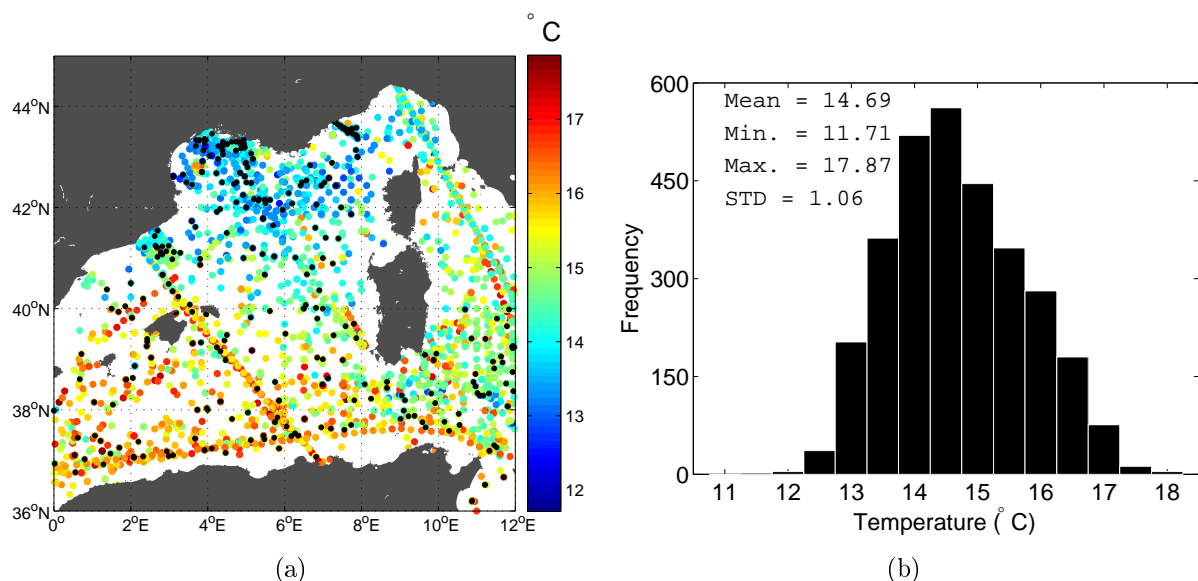 ° C
44°N
42°N
40°N
38°N
36°N
0°
2°E
4°E
6°E
8°E
10°E
12°E
17
16
15
14
13
12
(a)
Mean = 14.69
Min. = 11.71
Max. = 17.87
STD = 1.06
600
450
300
150
0
Frequency
11 12 13 14 15 16 17 18
Temperature (° C)
(b)